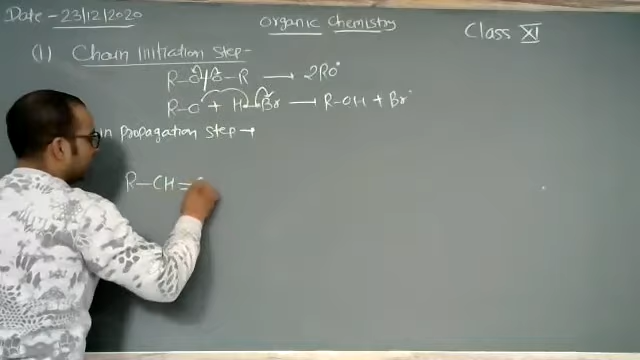 Date - 23/12/2020
Organic Chemistry
Class XI
(1) Chain Initiation Step-
R-O-O-R → 2RO•
R-O + H-Br → R-OH + Br•
in propagation step →
R-CH=